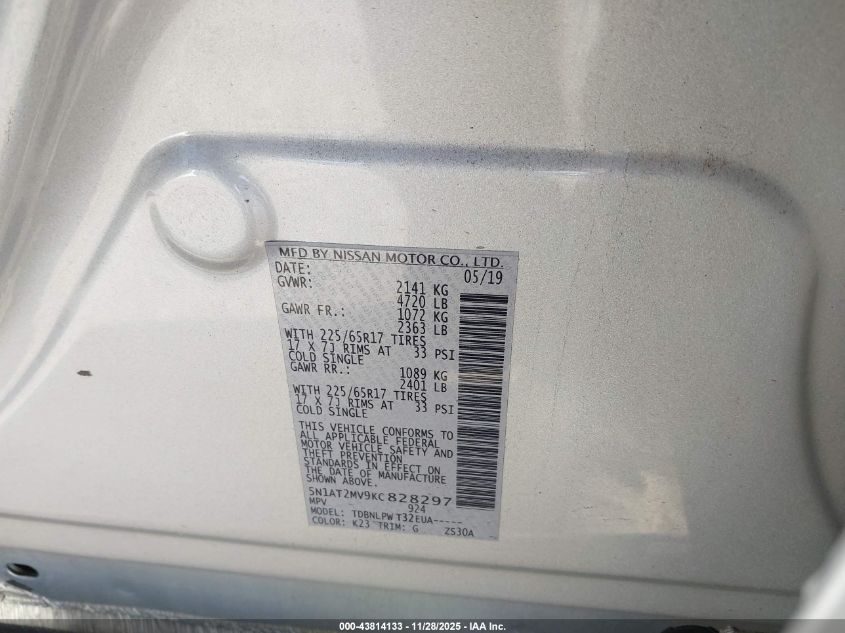 MFD BY NISSAN MOTOR CO., LTD.
DATE: 05/19
GVWR: 2141 KG
4720 LB
GAWR FR.: 1072 KG
2363 LB
WITH 225/65R17 TIRES
17 X 7J RIMS AT 33 PSI
COLD SINGLE
GAWR RR.: 1089 KG
2401 LB
WITH 225/65R17 TIRES
17 X 7J RIMS AT 33 PSI
COLD SINGLE
THIS VEHICLE CONFORMS TO
ALL APPLICABLE FEDERAL
MOTOR VEHICLE SAFETY AND
THEFT PREVENTION
STANDARDS IN EFFECT ON
THE DATE OF MANUFACTURE
SHOWN ABOVE.
5N1AT2MV9KC828297
MPV 924
MODEL: TDBNLPW T32EUA-----
COLOR: K23 TRIM: G ZS30A
000-43814133 — 11/28/2025 — IAA Inc.